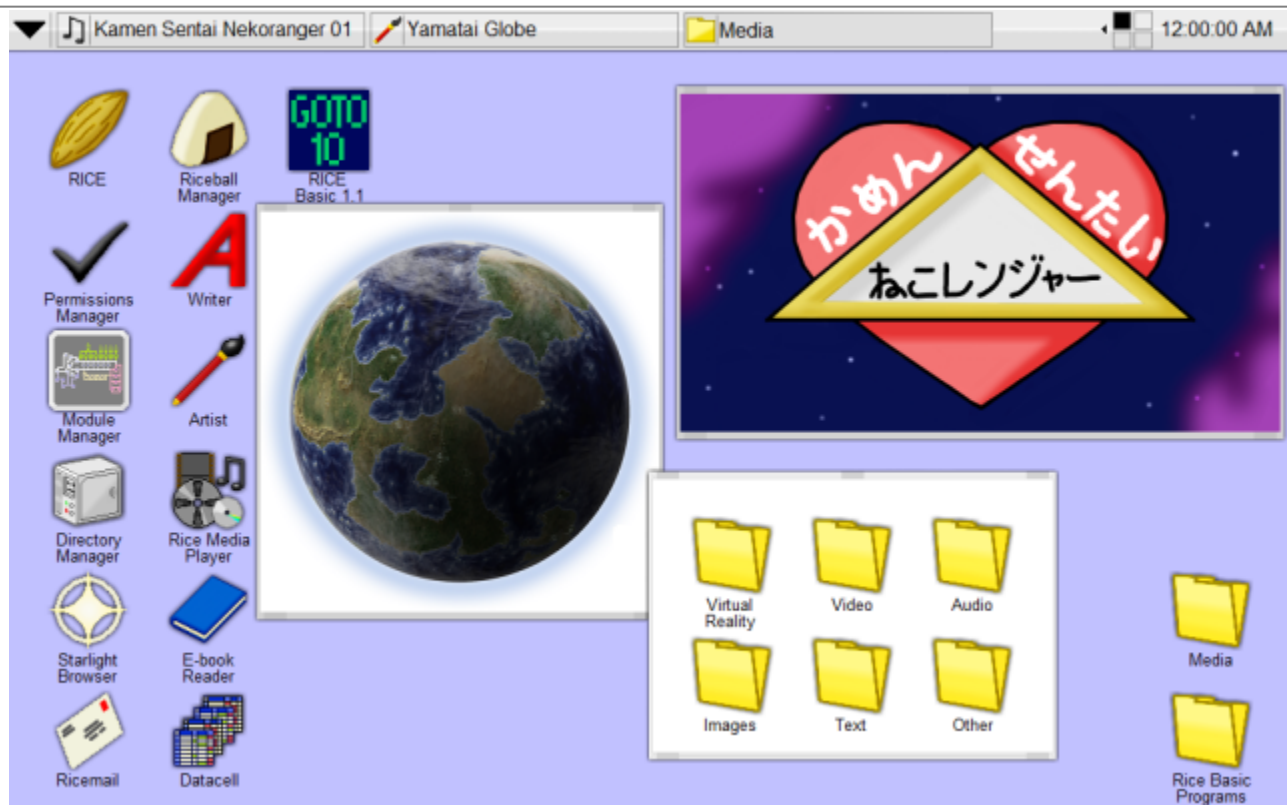 Kamen Sentai Nekoranger 01
Yamatai Globe
Media
12:00:00 AM
RICE
Riceball
Manager
GOTO
10
RICE
Basic 1.1
Permissions
Manager
Writer
Module
Manager
Artist
Directory
Manager
Rice Media
Player
Starlight
Browser
E-book
Reader
Ricemail
Datacell
かめん
せんたい
ねこレンジャー
Virtual
Reality
Video
Audio
Images
Text
Other
Media
Rice Basic
Programs